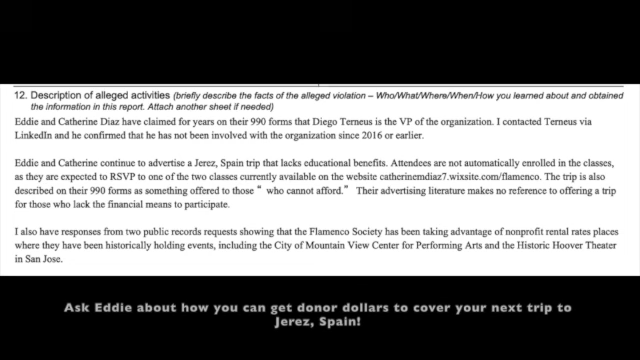 12. Description of alleged activities (briefly describe the facts of the alleged violation – Who/What/Where/When/How you learned about and obtained
the information in this report. Attach another sheet if needed)
Eddie and Catherine Diaz have claimed for years on their 990 forms that Diego Terneus is the VP of the organization. I contacted Terneus via
LinkedIn and he confirmed that he has not been involved with the organization since 2016 or earlier.
Eddie and Catherine continue to advertise a Jerez, Spain trip that lacks educational benefits. Attendees are not automatically enrolled in the classes,
as they are expected to RSVP to one of the two classes currently available on the website catherinemdiaz7.wixsite.com/flamenco. The trip is also
described on their 990 forms as something offered to those “ who cannot afford.” Their advertising literature makes no reference to offering a trip
for those who lack the financial means to participate.
I also have responses from two public records requests showing that the Flamenco Society has been taking advantage of nonprofit rental rates places
where they have been historically holding events, including the City of Mountain View Center for Performing Arts and the Historic Hoover Theater
in San Jose.
Ask Eddie about how you can get donor dollars to cover your next trip to
Jerez, Spain!